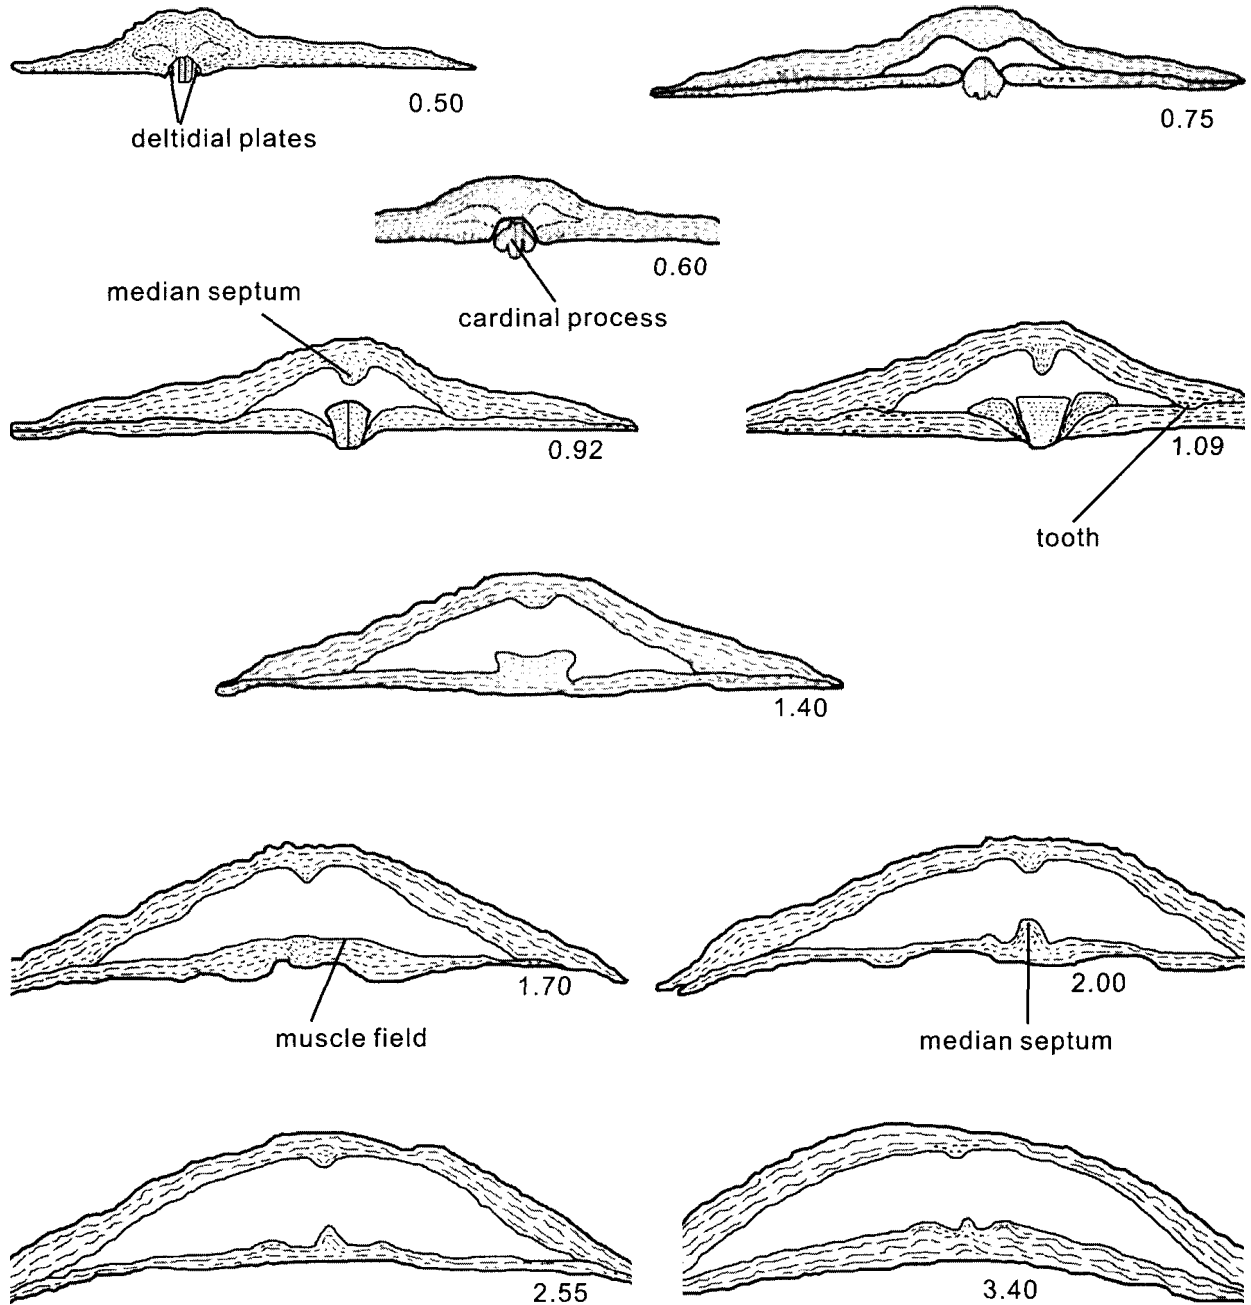 0.50
deltidial plates
0.75
0.60
cardinal process
median septum
0.92
1.09
tooth
1.40
1.70
muscle field
2.00
median septum
2.55
3.40